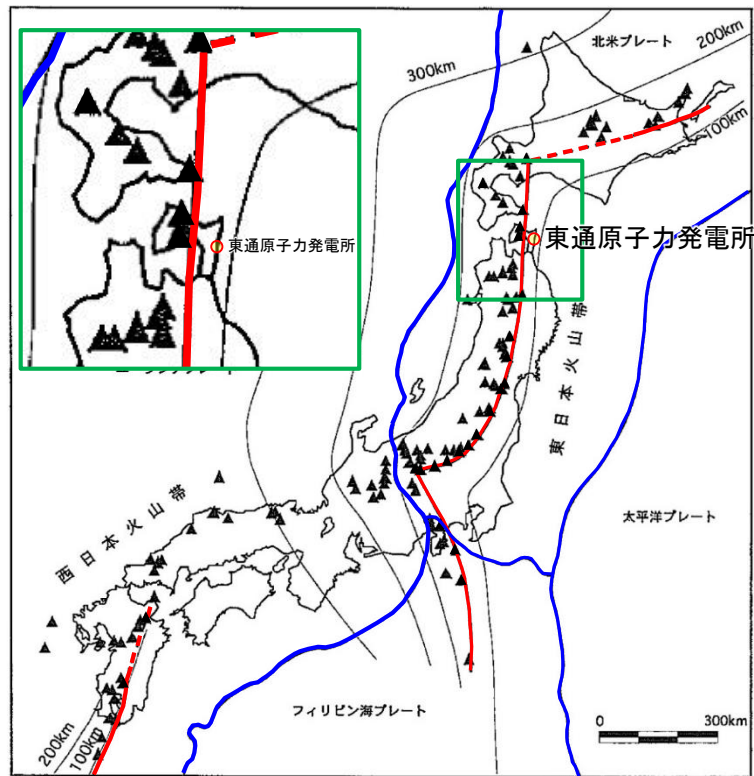 北米プレート
200km
300km
100km
東通原子力発電所
東通原子力発電所
東日本火山帯
太平洋プレート
西日本火山帯
フィリピン海プレート
200km
100km
0
300km